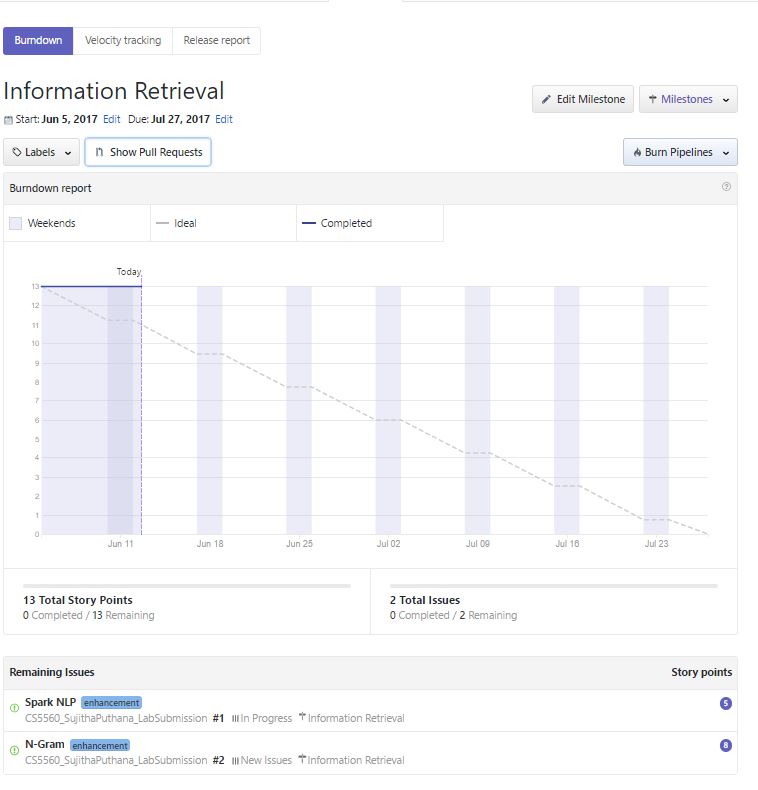 Burndown Velocity tracking Release report
Information Retrieval
Edit Milestone Milestones
Start: Jun 5, 2017 Edit Due: Jul 27, 2017 Edit
Labels Show Pull Requests Burn Pipelines
Burndown report
Weekends Ideal Completed
Today
13
12
11
10
9
8
7
6
5
4
3
2
1
0
Jun 11 Jun 18 Jun 25 Jul 02 Jul 09 Jul 16 Jul 23
13 Total Story Points 2 Total Issues
0 Completed / 13 Remaining 0 Completed / 2 Remaining
Remaining Issues Story points
Spark NLP enhancement 5
CS5560_SujithaPuthana_LabSubmission #1 In Progress Information Retrieval
N-Gram enhancement 8
CS5560_SujithaPuthana_LabSubmission #2 New Issues Information Retrieval